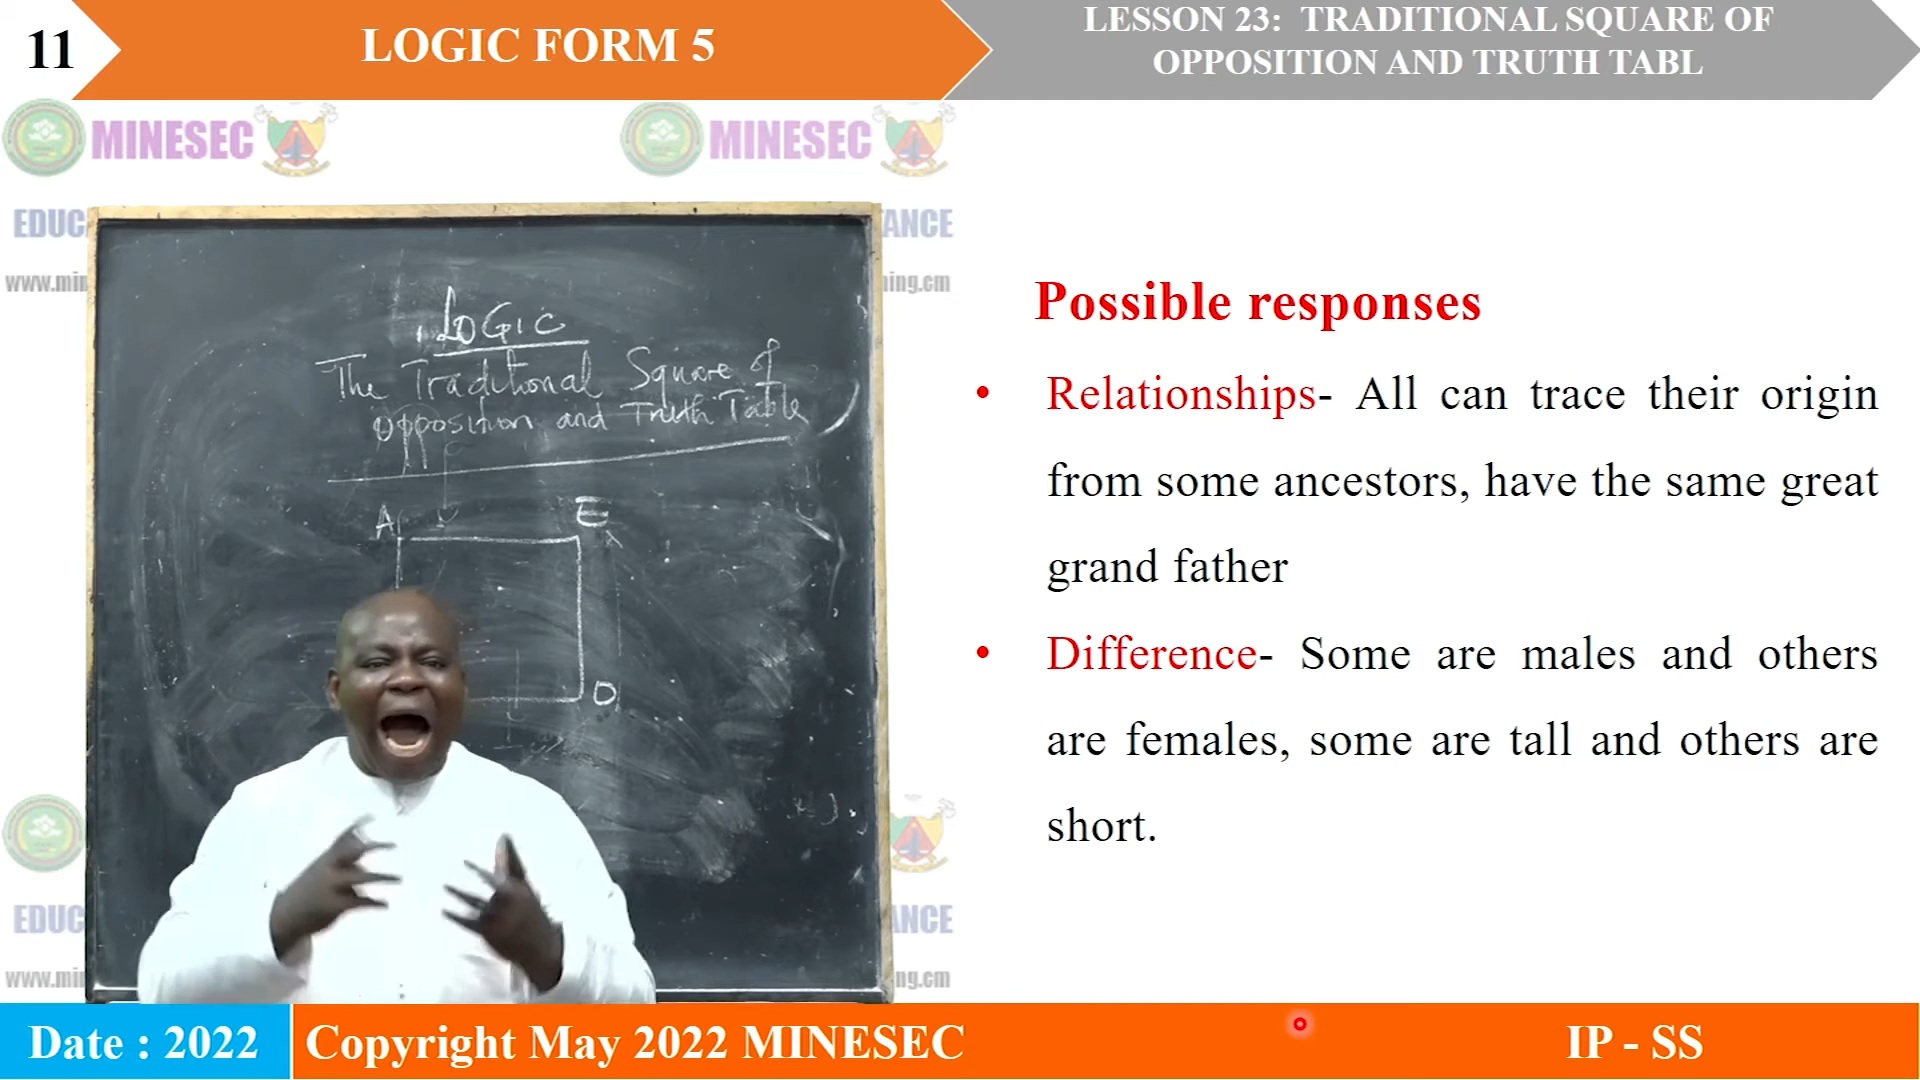 11
LOGIC FORM 5
LESSON 23: TRADITIONAL SQUARE OF
OPPOSITION AND TRUTH TABL
MINESEC
MINESEC
LOGIC
The Traditional Square of
Opposition and Truth Table
A E
O
Possible responses
• Relationships- All can trace their origin
from some ancestors, have the same great
grand father
• Difference- Some are males and others
are females, some are tall and others are
short.
Date : 2022
Copyright May 2022 MINESEC
IP - SS